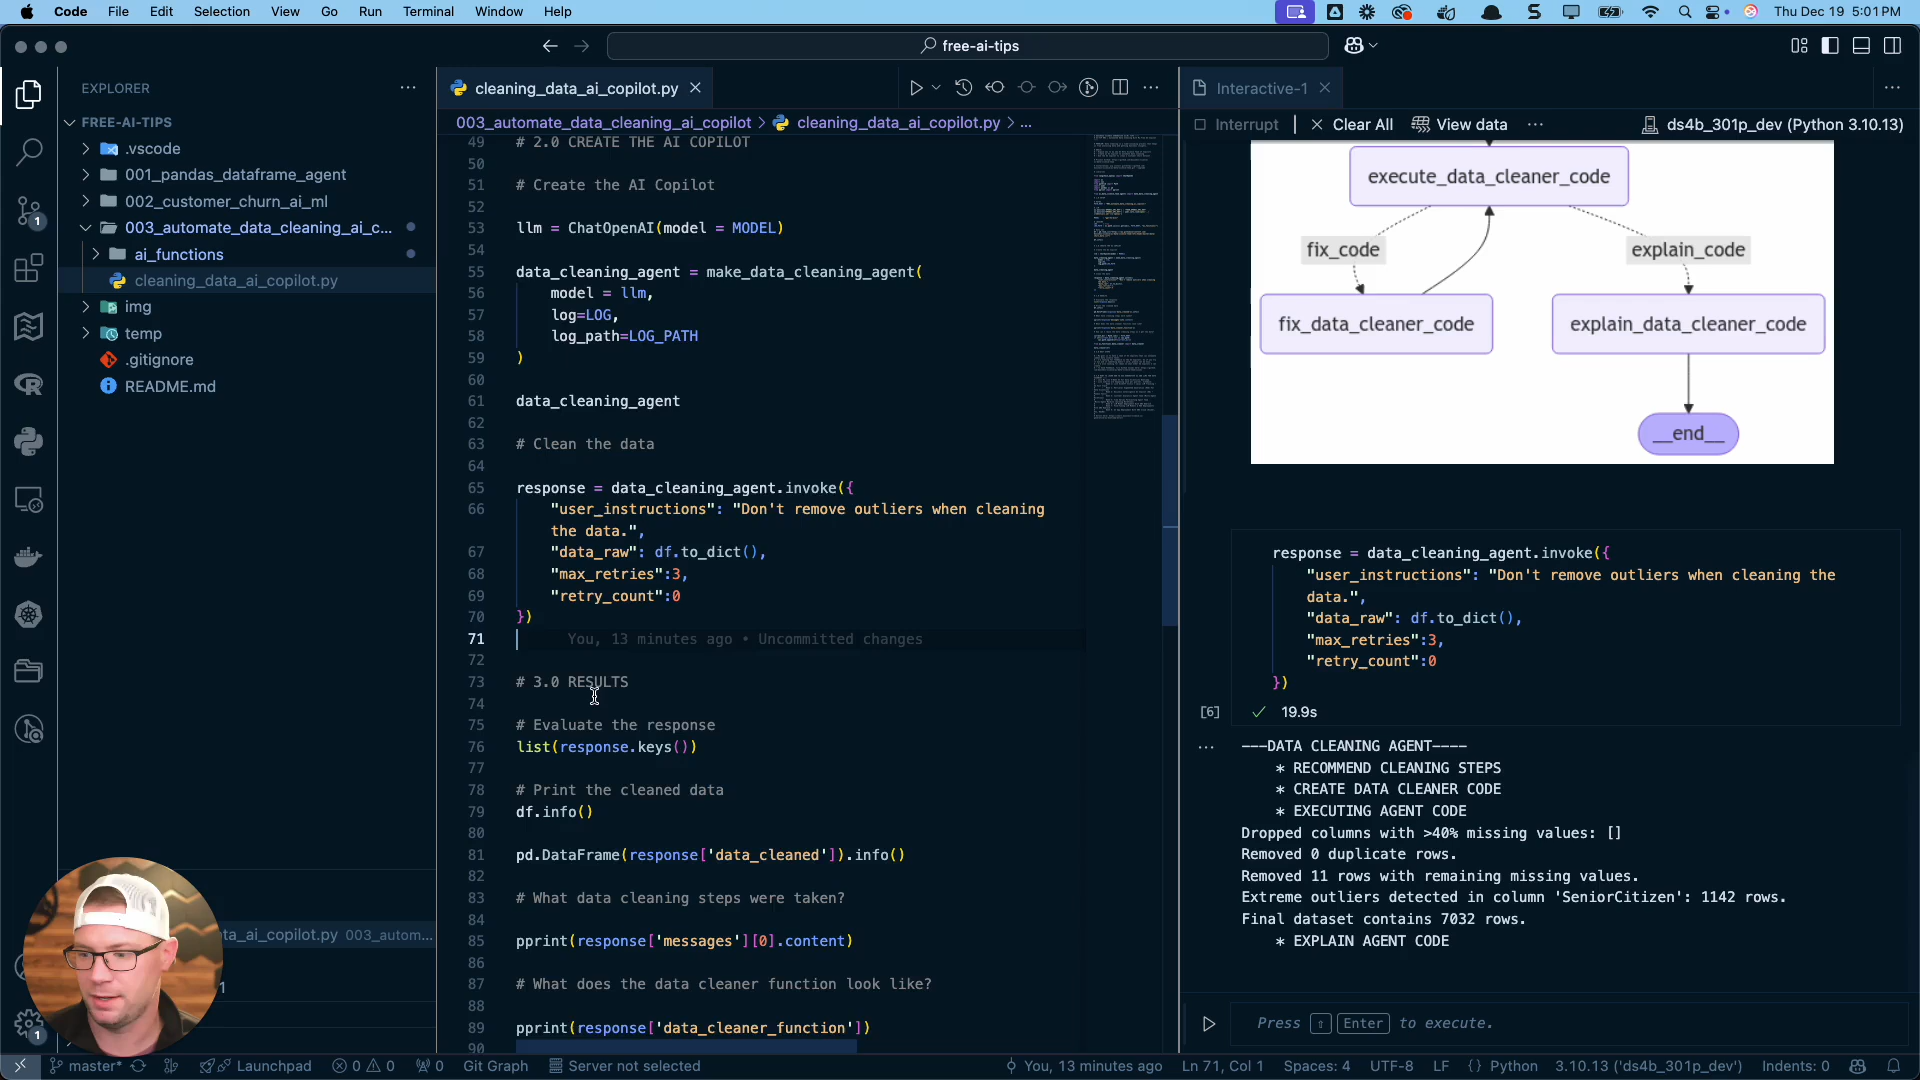 Code File Edit Selection View Go Run Terminal Window Help Thu Dec 19 5:01 PM
free-ai-tips
EXPLORER
FREE-AI-TIPS
.vscode
001_pandas_dataframe_agent
002_customer_churn_ai_ml
003_automate_data_cleaning_ai_c...
ai_functions
cleaning_data_ai_copilot.py
img
temp
.gitignore
README.md
ta_ai_copilot.py 003_autom...
1
1
1
cleaning_data_ai_copilot.py
003_automate_data_cleaning_ai_copilot > cleaning_data_ai_copilot.py > ...
49 # 2.0 CREATE THE AI COPILOT
50
51 # Create the AI Copilot
52
53 llm = ChatOpenAI(model = MODEL)
54
55 data_cleaning_agent = make_data_cleaning_agent(
56 model = llm,
57 log=LOG,
58 log_path=LOG_PATH
59 )
60
61 data_cleaning_agent
62
63 # Clean the data
64
65 response = data_cleaning_agent.invoke({
66 "user_instructions": "Don't remove outliers when cleaning
the data.",
67 "data_raw": df.to_dict(),
68 "max_retries":3,
69 "retry_count":0
70 })
71 You, 13 minutes ago • Uncommitted changes
72
73 # 3.0 RESULTS
74
75 # Evaluate the response
76 list(response.keys())
77
78 # Print the cleaned data
79 df.info()
80
81 pd.DataFrame(response['data_cleaned']).info()
82
83 # What data cleaning steps were taken?
84
85 pprint(response['messages'][0].content)
86
87 # What does the data cleaner function look like?
88
89 pprint(response['data_cleaner_function'])
90
Interactive-1
Interrupt | Clear All View data ... ds4b_301p_dev (Python 3.10.13)
execute_data_cleaner_code
fix_code explain_code
fix_data_cleaner_code explain_data_cleaner_code
__end__
response = data_cleaning_agent.invoke({
"user_instructions": "Don't remove outliers when cleaning the
data.",
"data_raw": df.to_dict(),
"max_retries":3,
"retry_count":0
})
[6] ✓ 19.9s
... ---DATA CLEANING AGENT----
* RECOMMEND CLEANING STEPS
* CREATE DATA CLEANER CODE
* EXECUTING AGENT CODE
Dropped columns with >40% missing values: []
Removed 0 duplicate rows.
Removed 11 rows with remaining missing values.
Extreme outliers detected in column 'SeniorCitizen': 1142 rows.
Final dataset contains 7032 rows.
* EXPLAIN AGENT CODE
Press ⇧ Enter to execute.
master* Launchpad 0 0 0 Git Graph Server not selected You, 13 minutes ago Ln 71, Col 1 Spaces: 4 UTF-8 LF {} Python 3.10.13 ('ds4b_301p_dev') Indents: 0